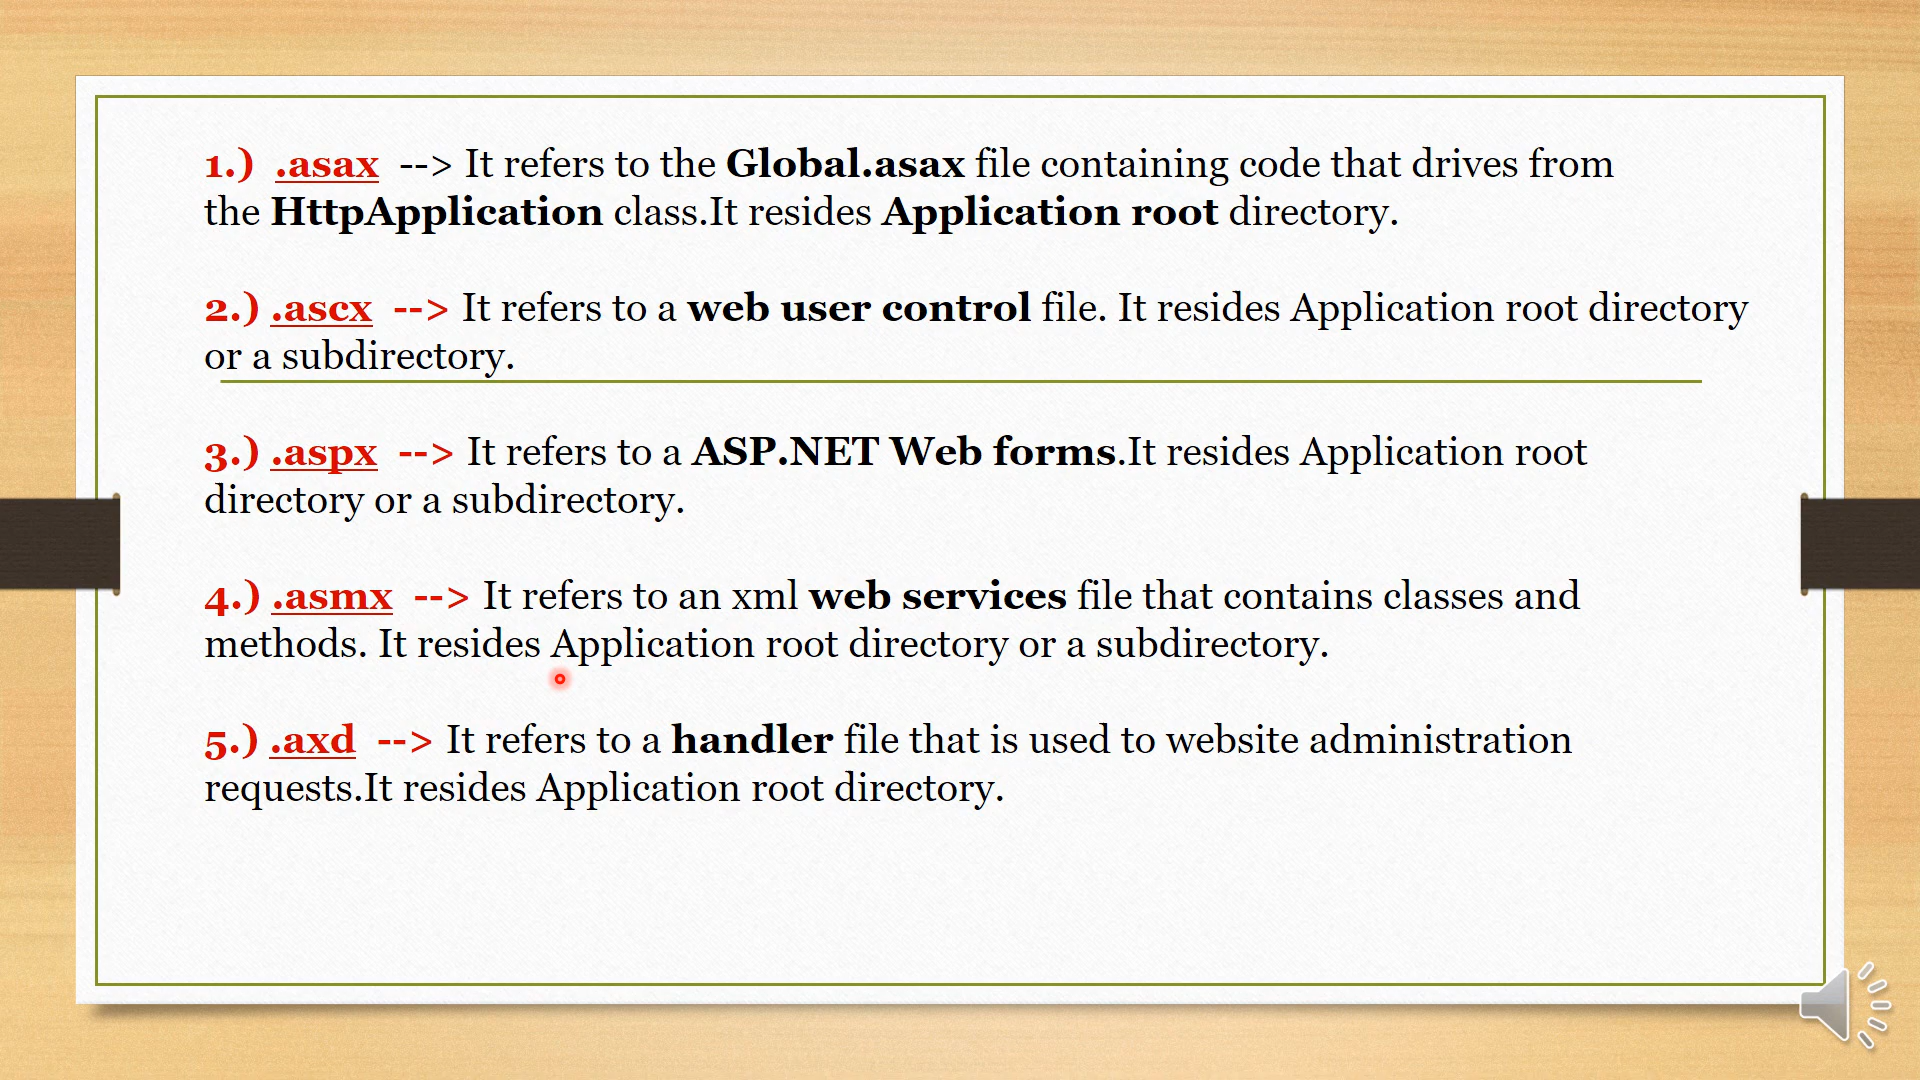 1.) .asax --> It refers to the Global.asax file containing code that drives from
the HttpApplication class.It resides Application root directory.
2.) .ascx --> It refers to a web user control file. It resides Application root directory
or a subdirectory.
3.) .aspx --> It refers to a ASP.NET Web forms.It resides Application root
directory or a subdirectory.
4.) .asmx --> It refers to an xml web services file that contains classes and
methods. It resides Application root directory or a subdirectory.
5.) .axd --> It refers to a handler file that is used to website administration
requests.It resides Application root directory.